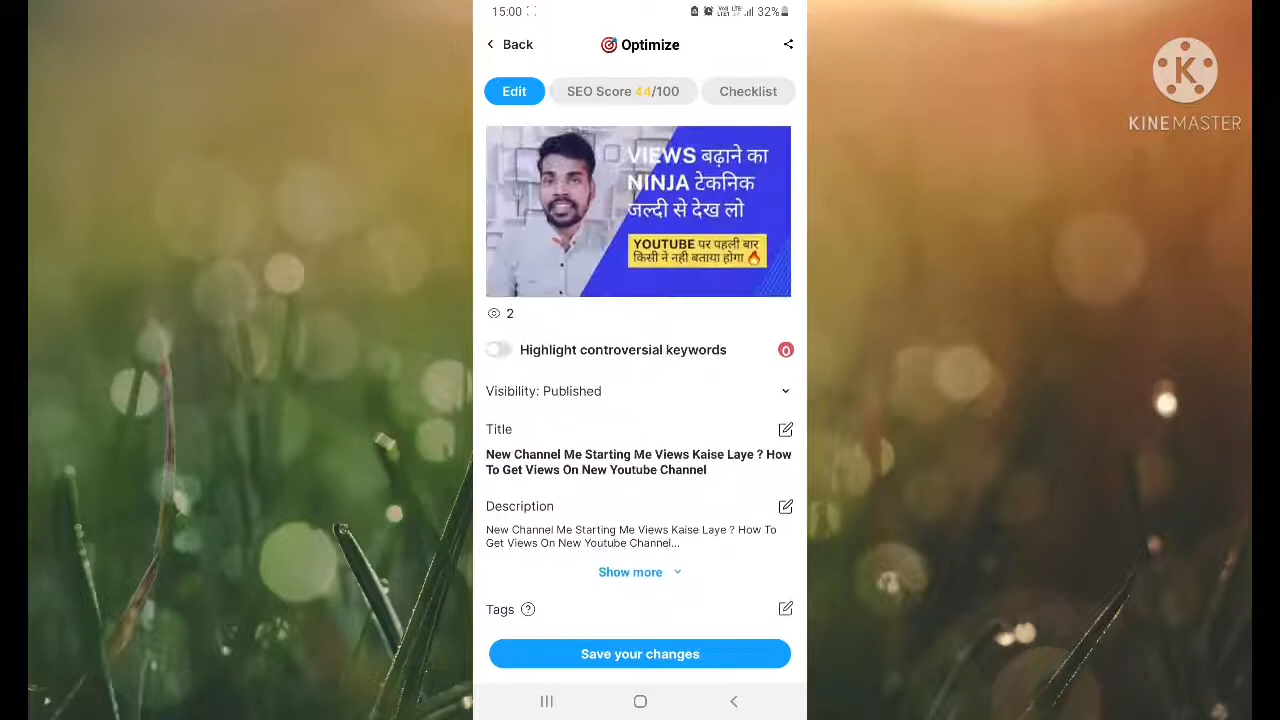 15:00
32%
Back
Optimize
Edit
SEO Score 44/100
Checklist
VIEWS बढ़ाने का
NINJA टेकनिक
जल्दी से देख लो
YOUTUBE पर पहली बार
किसी ने नही बताया होगा
2
Highlight controversial keywords
0
Visibility: Published
Title
New Channel Me Starting Me Views Kaise Laye ? How
To Get Views On New Youtube Channel
Description
New Channel Me Starting Me Views Kaise Laye ? How To
Get Views On New Youtube Channel...
Show more
Tags ?
Save your changes
K
KINEMASTER